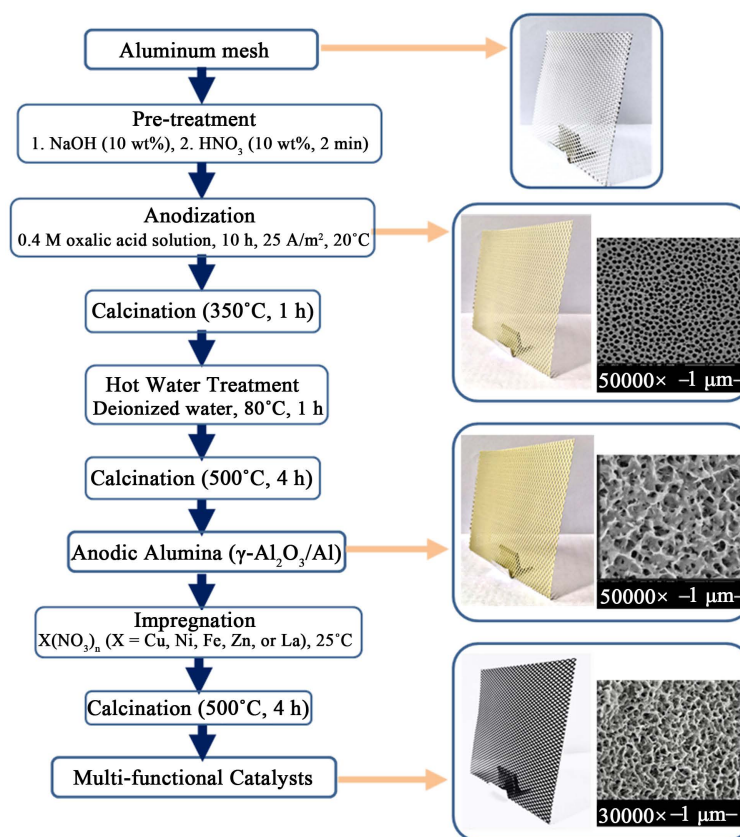 Aluminum mesh
Pre-treatment
1. NaOH (10 wt%), 2. HNO₃ (10 wt%, 2 min)
Anodization
0.4 M oxalic acid solution, 10 h, 25 A/m², 20˚C
50000× –1 μm–
Calcination (350˚C, 1 h)
Hot Water Treatment
Deionized water, 80˚C, 1 h
Calcination (500˚C, 4 h)
Anodic Alumina (γ-Al₂O₃/Al)
50000× –1 μm–
Impregnation
X(NO₃)ₙ (X = Cu, Ni, Fe, Zn, or La), 25˚C
Calcination (500˚C, 4 h)
Multi-functional Catalysts
30000× –1 μm–